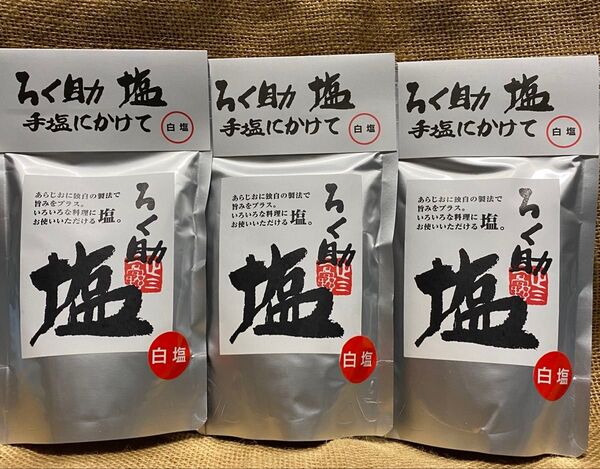 ろく助 塩
手塩にかけて
白塩
あらじおに独自の製法で
旨みをプラス。
いろいろな料理に
お使いいただける 塩。
ろく助
塩
白塩
ろく助 塩
手塩にかけて
白塩
あらじおに独自の製法で
旨みをプラス。
いろいろな料理に
お使いいただける 塩。
ろく助
塩
白塩
ろく助 塩
手塩にかけて
白塩
あらじおに独自の製法で
旨みをプラス。
いろいろな料理に
お使いいただける 塩。
ろく助
塩
白塩